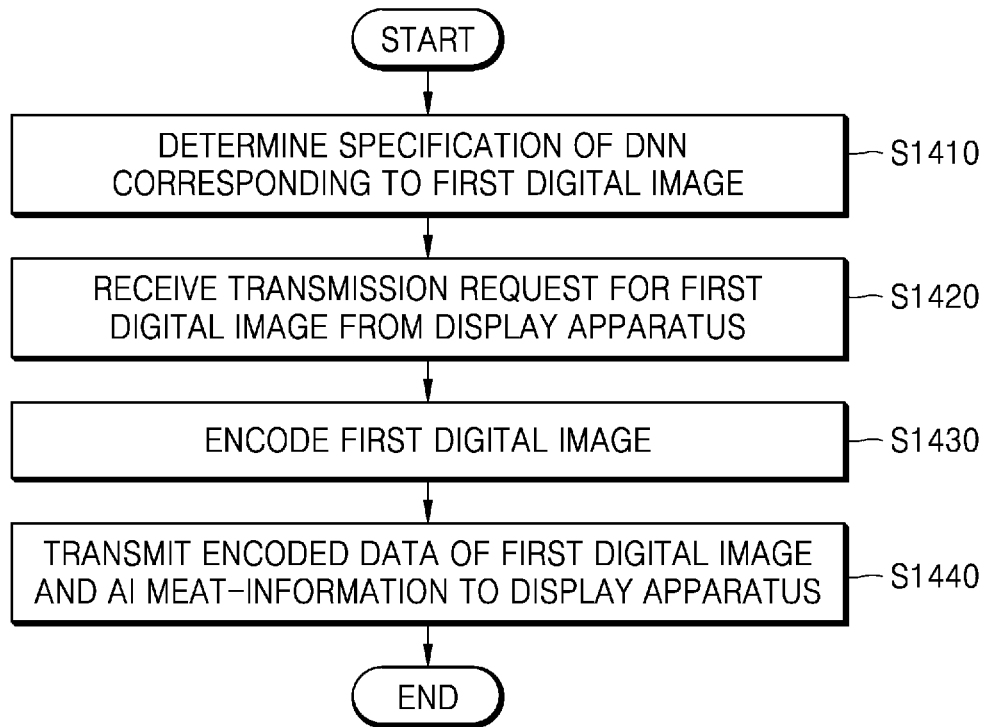 START
DETERMINE SPECIFICATION OF DNN
CORRESPONDING TO FIRST DIGITAL IMAGE
S1410
RECEIVE TRANSMISSION REQUEST FOR FIRST
DIGITAL IMAGE FROM DISPLAY APPARATUS
S1420
ENCODE FIRST DIGITAL IMAGE
S1430
TRANSMIT ENCODED DATA OF FIRST DIGITAL IMAGE
AND AI MEAT-INFORMATION TO DISPLAY APPARATUS
S1440
END